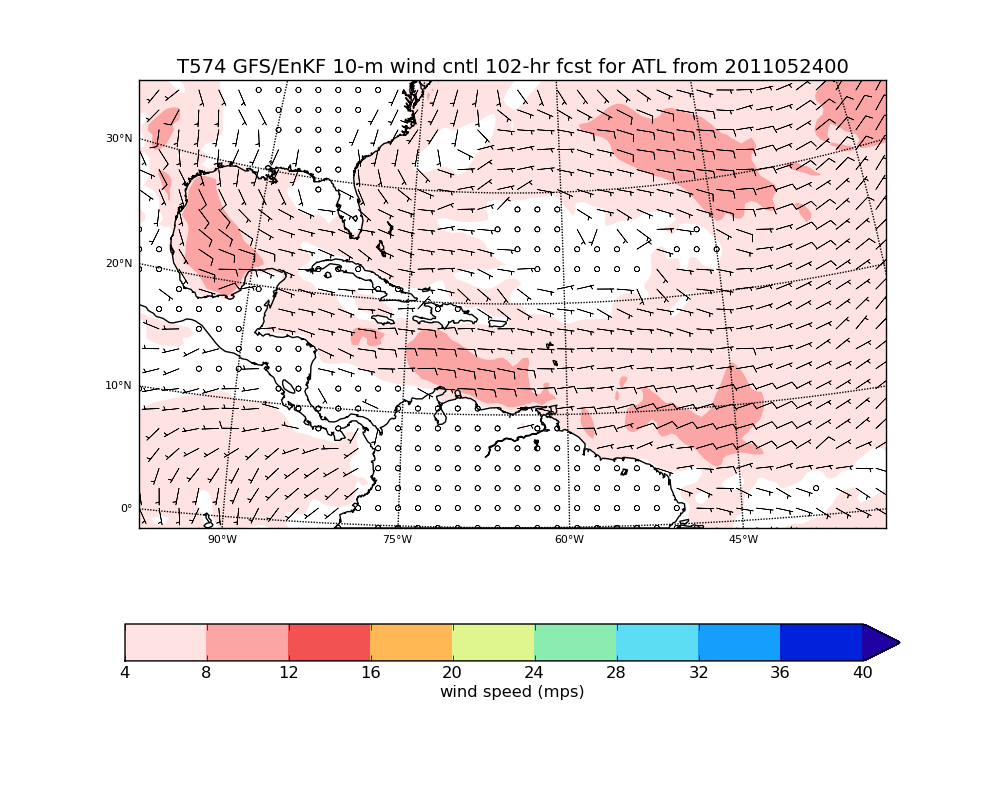 T574 GFS/EnKF 10-m wind cntl 102-hr fcst for ATL from 2011052400
30°N
20°N
10°N
0°
90°W 75°W 60°W 45°W
4 8 12 16 20 24 28 32 36 40
wind speed (mps)